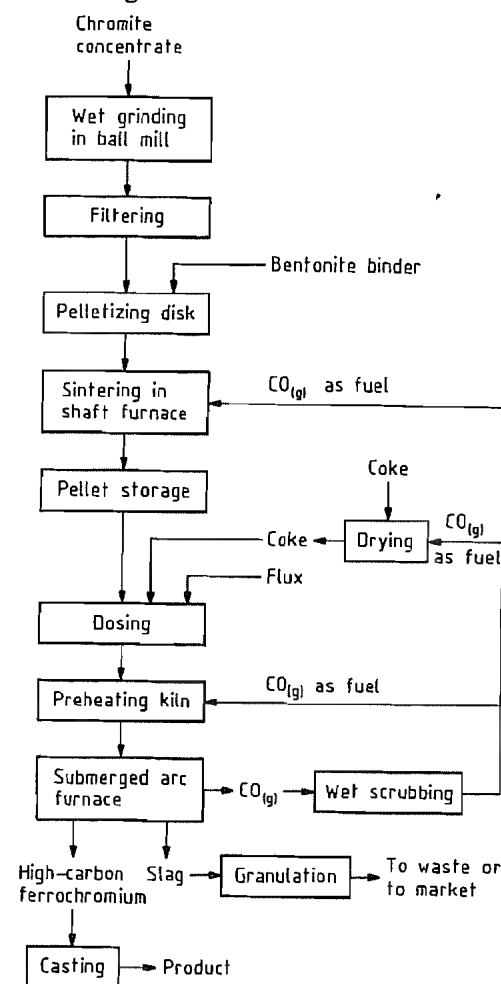 Chromite
concentrate
Wet grinding
in ball mill
Filtering
Bentonite binder
Pelletizing disk
Sintering in
shaft furnace
CO(g) as fuel
Pellet storage
Coke
Coke
Drying
CO(g)
as fuel
Flux
Dosing
Preheating kiln
CO(g) as fuel
Submerged arc
furnace
CO(g)
Wet scrubbing
High-carbon
ferrochromium
Slag
Granulation
To waste or
to market
Casting
Product